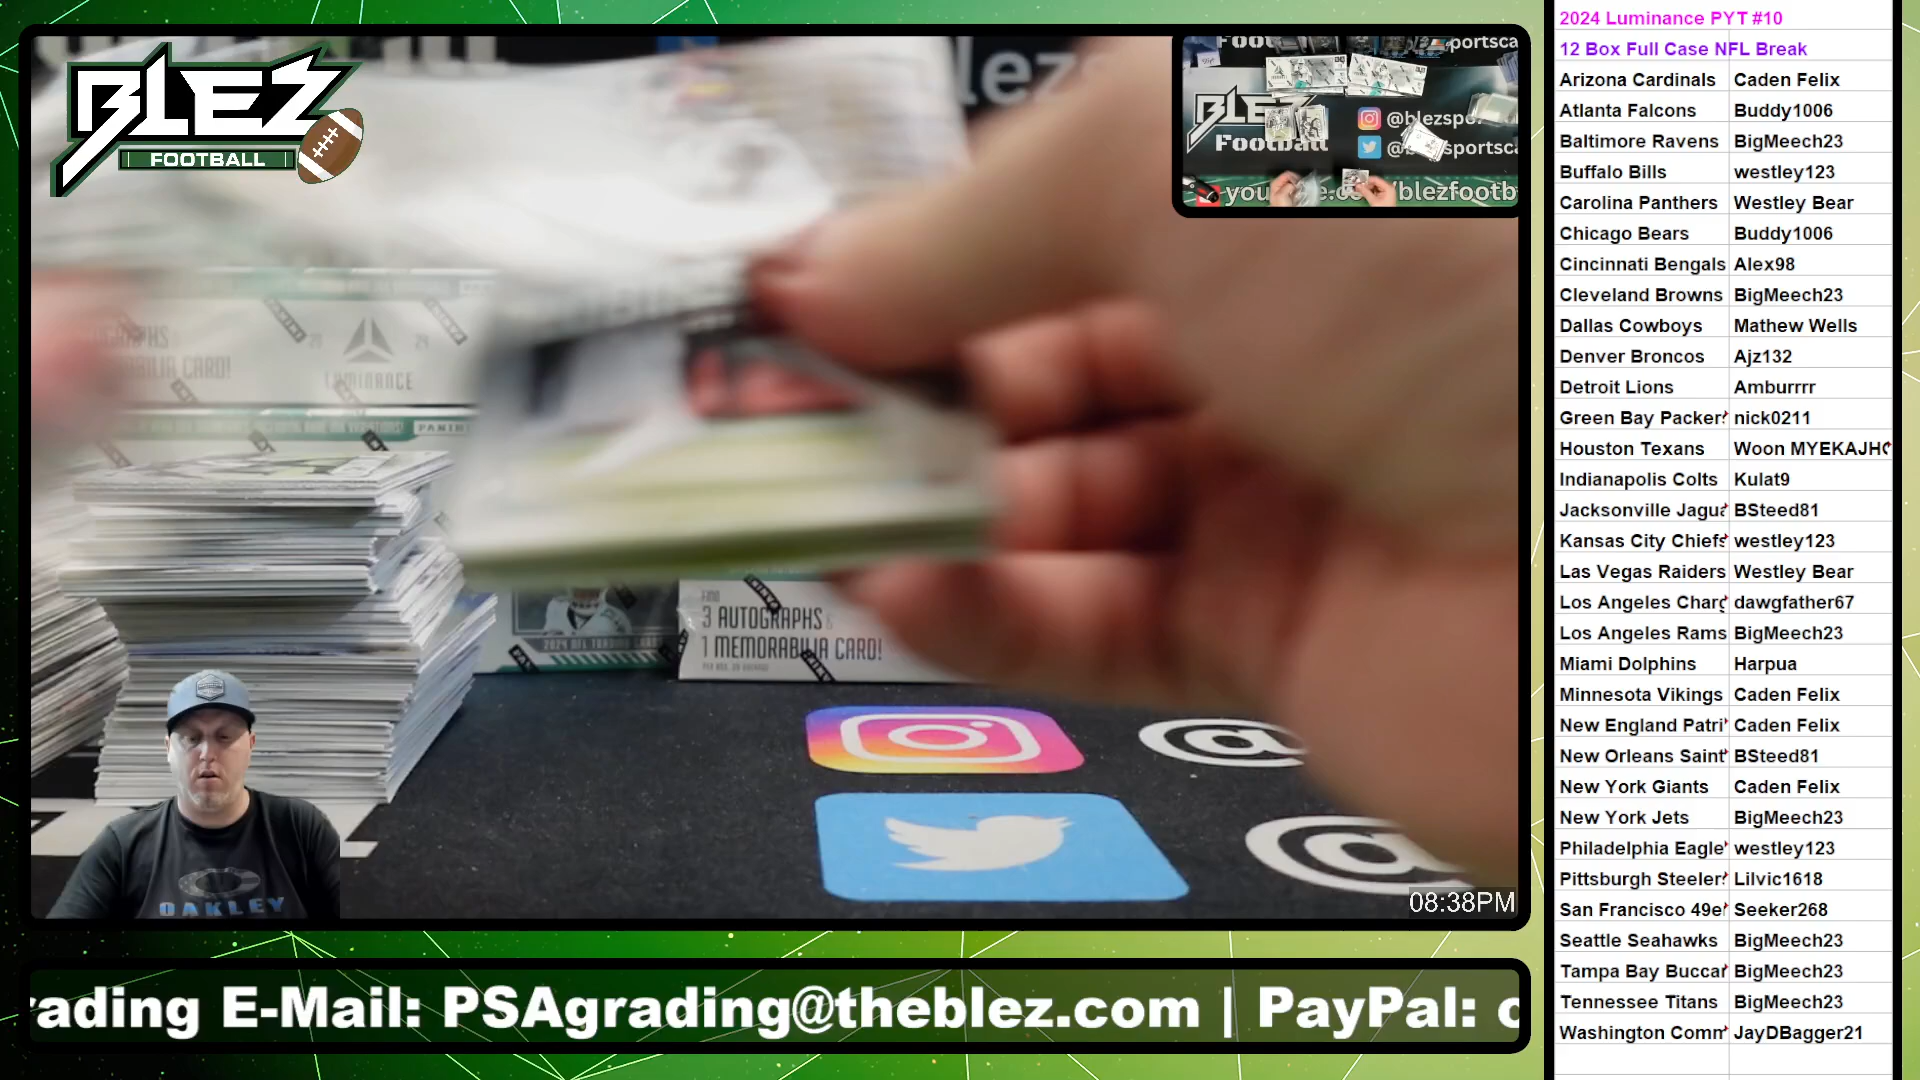 BLEZ
FOOTBALL
LUMINANCE
3 AUTOGRAPHS &
1 MEMORABILIA CARD!
OAKLEY
08:38PM
BLEZ
Football
@blezspo
sportsca
ading E-Mail: PSAgrading@theblez.com | PayPal:
2024 Luminance PYT #10
12 Box Full Case NFL Break
Arizona Cardinals Caden Felix
Atlanta Falcons Buddy1006
Baltimore Ravens BigMeech23
Buffalo Bills westley123
Carolina Panthers Westley Bear
Chicago Bears Buddy1006
Cincinnati Bengals Alex98
Cleveland Browns BigMeech23
Dallas Cowboys Mathew Wells
Denver Broncos Ajz132
Detroit Lions Amburrrr
Green Bay Packer nick0211
Houston Texans Woon MYEKAJH
Indianapolis Colts Kulat9
Jacksonville Jagu BSteed81
Kansas City Chiefs westley123
Las Vegas Raiders Westley Bear
Los Angeles Charg dawgfather67
Los Angeles Rams BigMeech23
Miami Dolphins Harpua
Minnesota Vikings Caden Felix
New England Patri Caden Felix
New Orleans Saint BSteed81
New York Giants Caden Felix
New York Jets BigMeech23
Philadelphia Eagle westley123
Pittsburgh Steeler Lilvic1618
San Francisco 49e Seeker268
Seattle Seahawks BigMeech23
Tampa Bay Buccar BigMeech23
Tennessee Titans BigMeech23
Washington Comm JayDBagger21